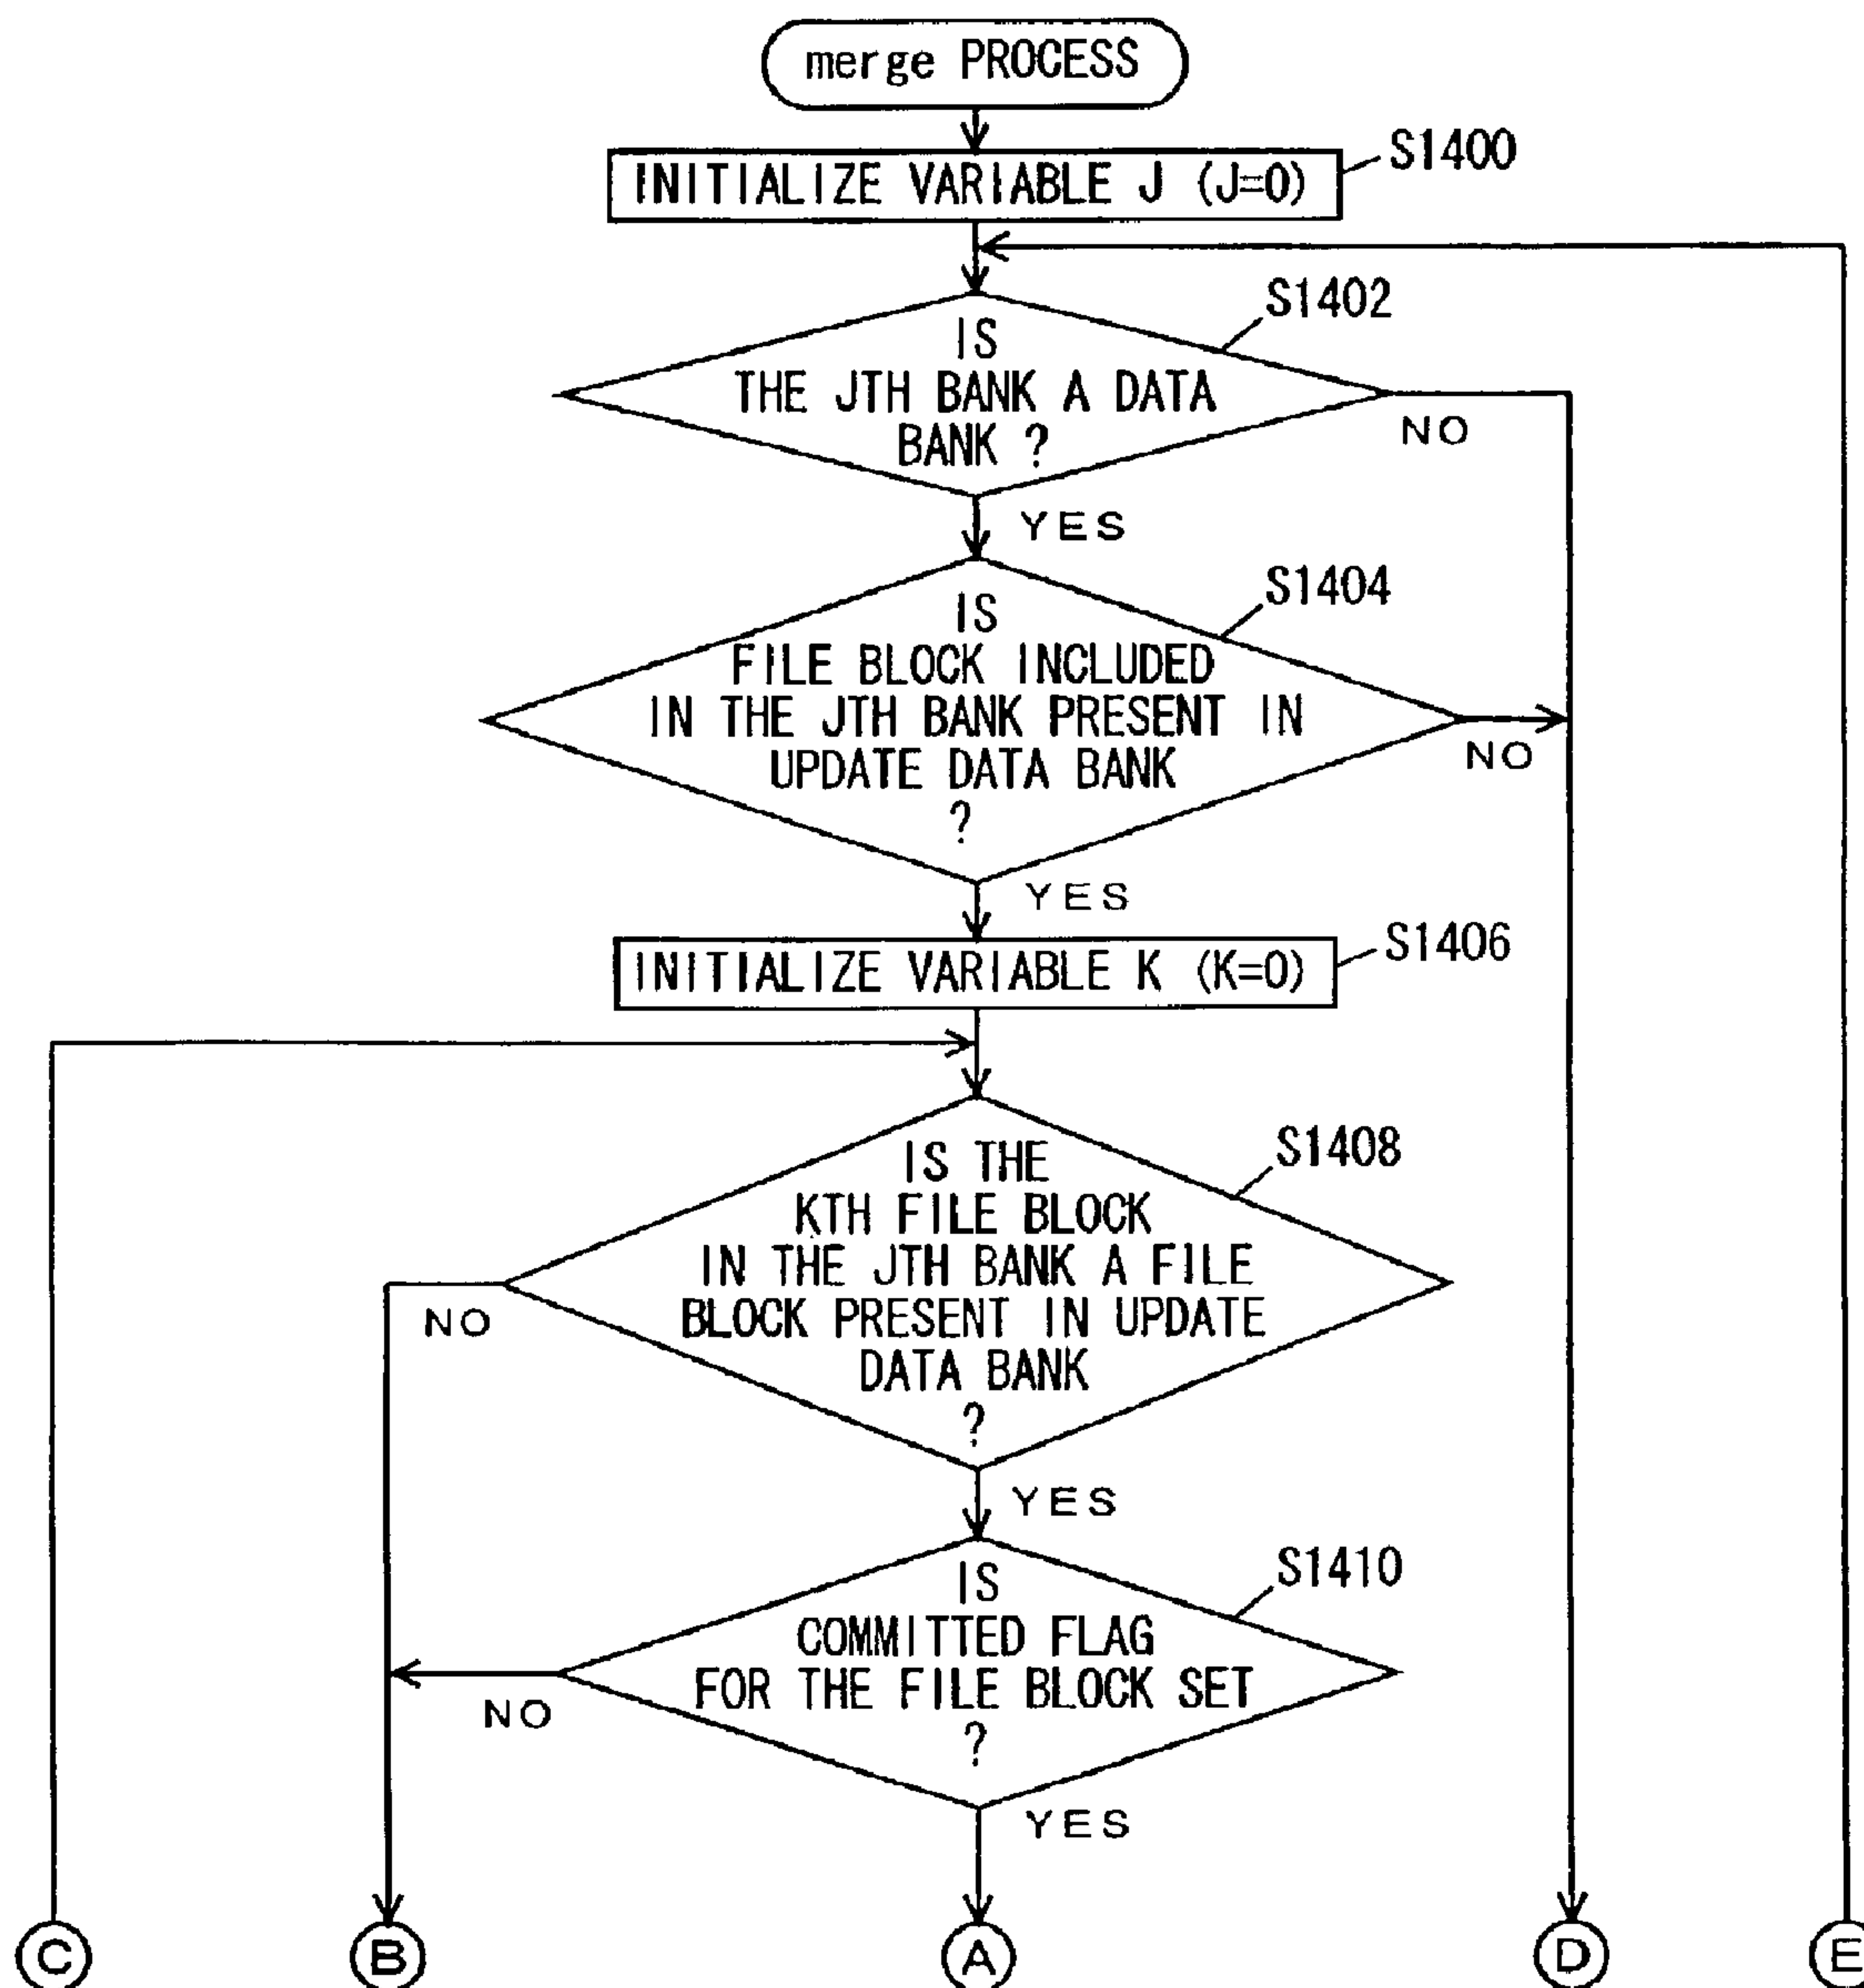 merge PROCESS
INITIALIZE VARIABLE J (J=0)
S1400
S1402
IS
THE JTH BANK A DATA
BANK ?
NO
YES
S1404
IS
FILE BLOCK INCLUDED
IN THE JTH BANK PRESENT IN
UPDATE DATA BANK
?
NO
YES
INITIALIZE VARIABLE K (K=0)
S1406
S1408
IS THE
KTH FILE BLOCK
IN THE JTH BANK A FILE
BLOCK PRESENT IN UPDATE
DATA BANK
?
NO
YES
S1410
IS
COMMITTED FLAG
FOR THE FILE BLOCK SET
?
NO
YES
C
B
A
D
E